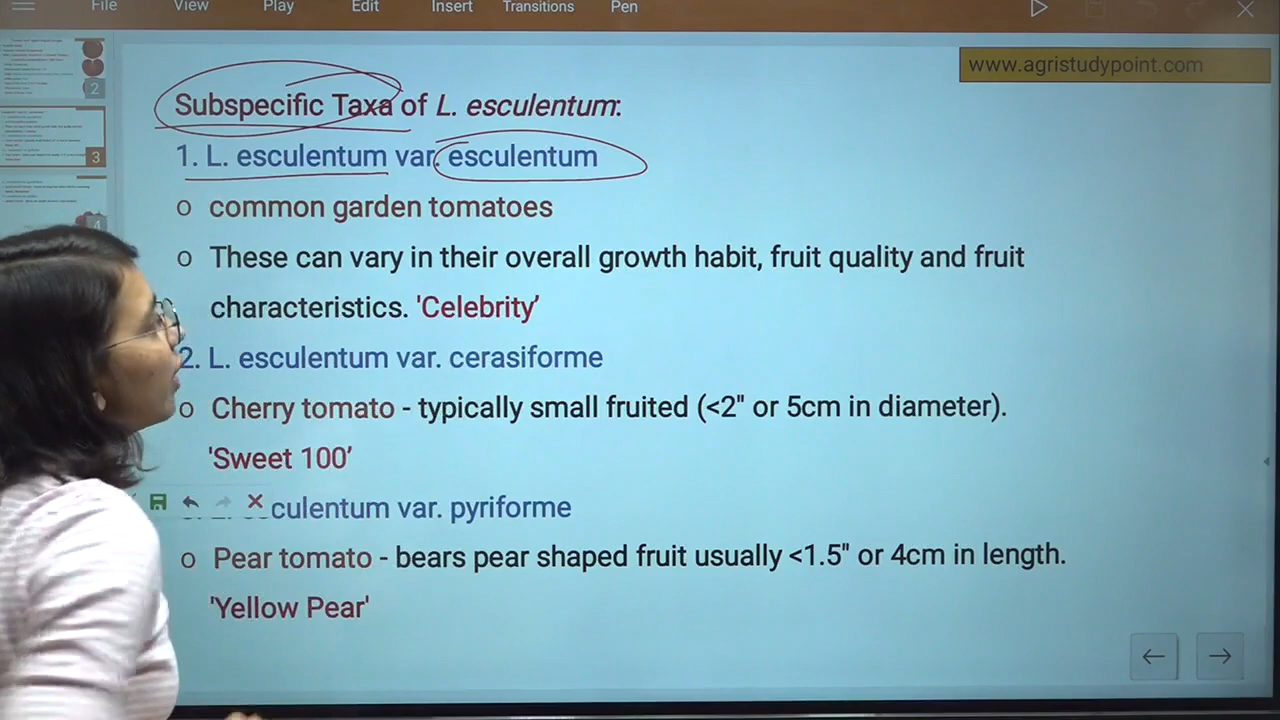 File View Play Edit Insert Transitions Pen
www.agristudypoint.com
Subspecific Taxa of L. esculentum:
1. L. esculentum var. esculentum
o common garden tomatoes
o These can vary in their overall growth habit, fruit quality and fruit
characteristics. 'Celebrity’
2. L. esculentum var. cerasiforme
o Cherry tomato - typically small fruited (<2" or 5cm in diameter).
'Sweet 100’
culentum var. pyriforme
o Pear tomato - bears pear shaped fruit usually <1.5" or 4cm in length.
'Yellow Pear'
2
3
4